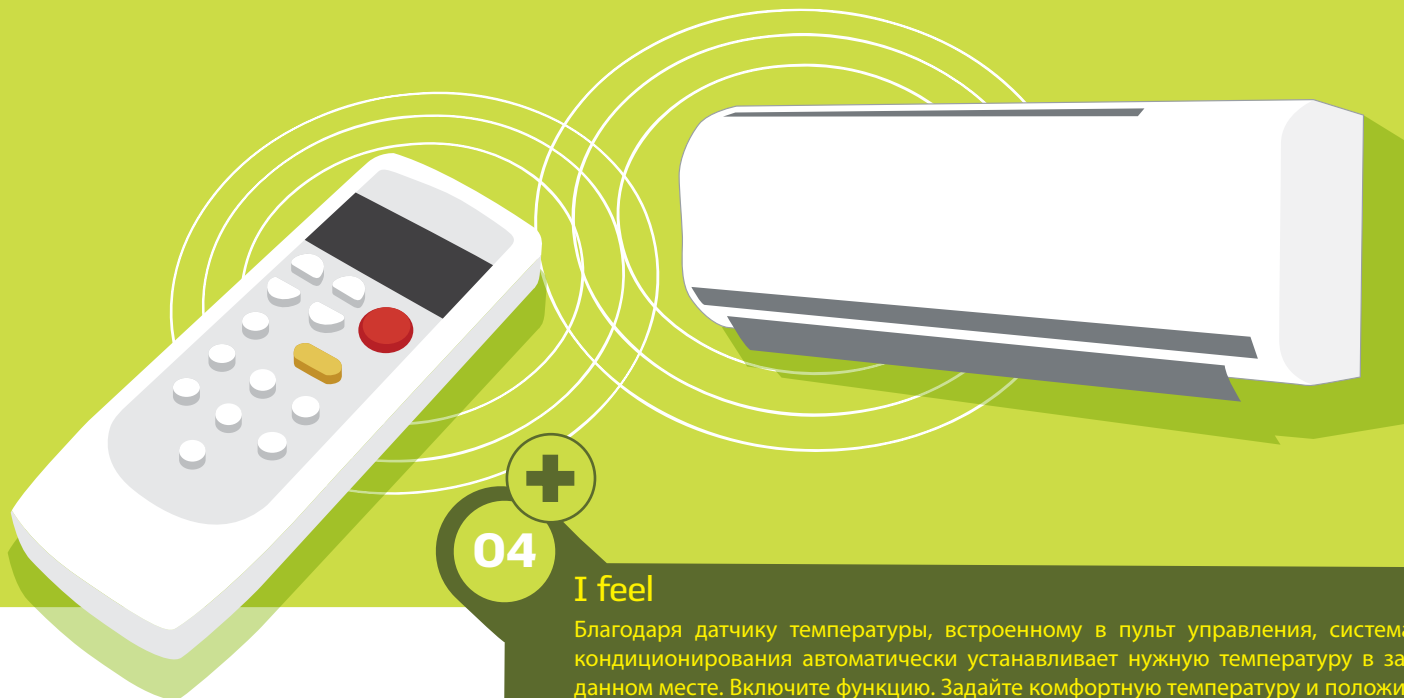 04
I feel
Благодаря датчику температуры, встроенному в пульт управления, система
кондиционирования автоматически устанавливает нужную температуру в за
данном месте. Включите функцию. Задайте комфортную температуру и положи